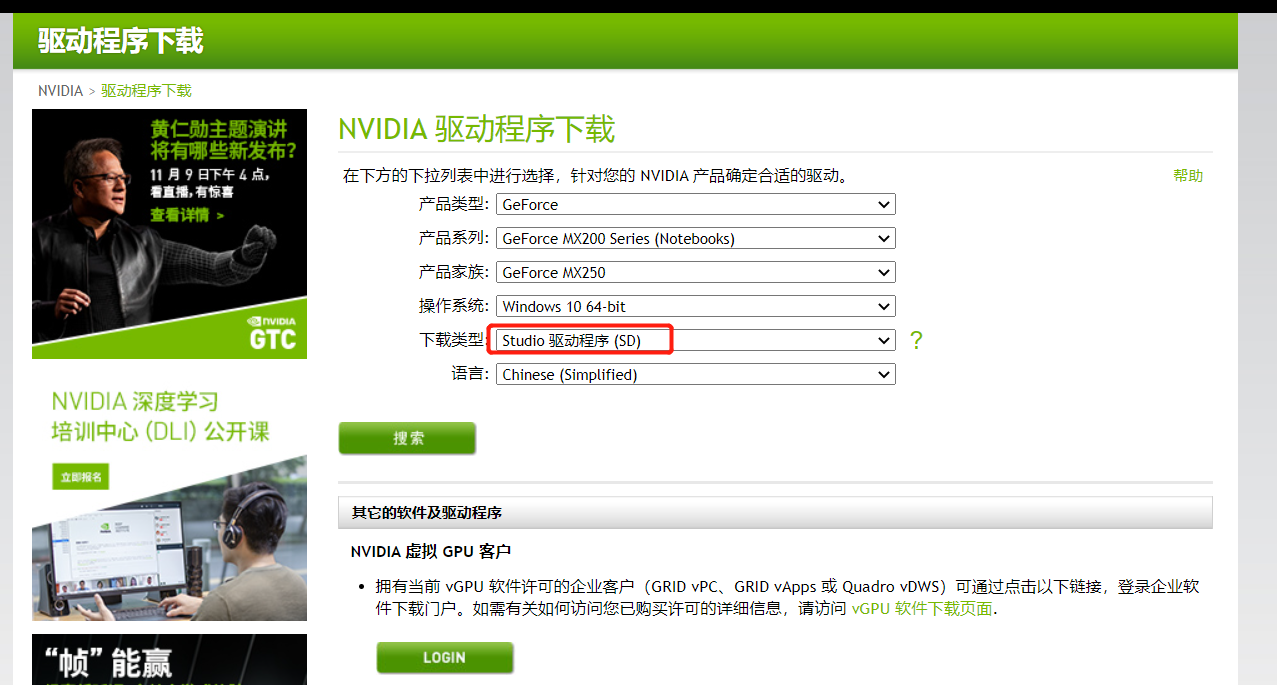 驱动程序下载
NVIDIA > 驱动程序下载
黄仁勋主题演讲
将有哪些新发布?
11 月 9 日下午 4 点,
看直播,有惊喜
查看详情 >
NVIDIA
GTC
NVIDIA 深度学习
培训中心 (DLI) 公开课
立即报名
“帧”能赢
NVIDIA 驱动程序下载
在下方的下拉列表中进行选择，针对您的 NVIDIA 产品确定合适的驱动。
帮助
产品类型: GeForce
产品系列: GeForce MX200 Series (Notebooks)
产品家族: GeForce MX250
操作系统: Windows 10 64-bit
下载类型: Studio 驱动程序 (SD) ?
语言: Chinese (Simplified)
搜索
其它的软件及驱动程序
NVIDIA 虚拟 GPU 客户
• 拥有当前 vGPU 软件许可的企业客户（GRID vPC、GRID vApps 或 Quadro vDWS）可通过点击以下链接，登录企业软
件下载门户。如需有关如何访问您已购买许可的详细信息，请访问 vGPU 软件下载页面.
LOGIN